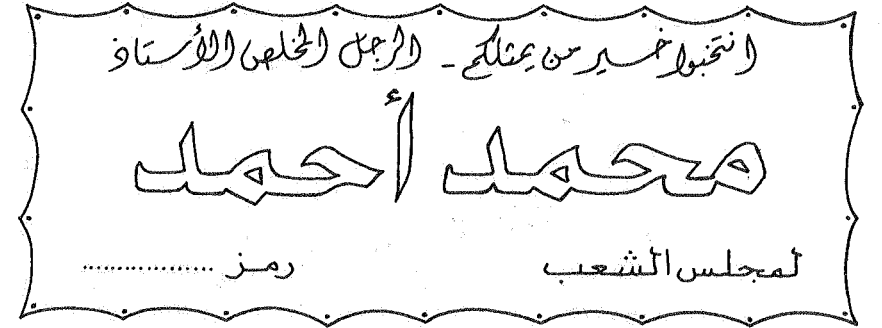 انتخبوا خير من يمثلكم - الرجل المخلص الأستاذ
محمد أحمد
لمجلس الشعب رمز ..................